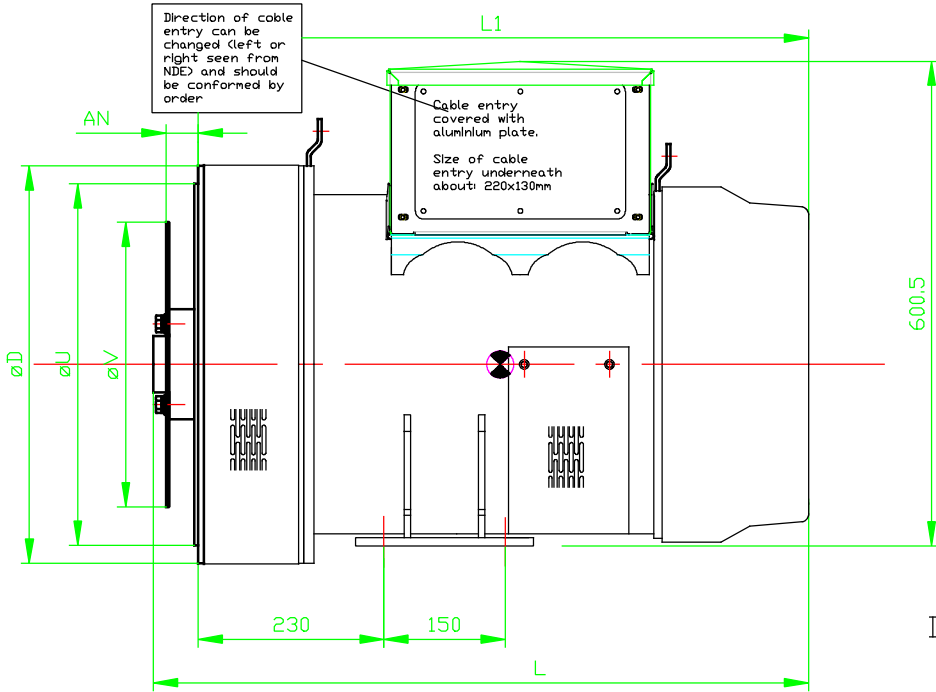 Direction of cable
entry can be
changed (left or
right seen from
NDE) and should
be conformed by
order
L1
Cable entry
covered with
aluminium plate.
Size of cable
entry underneath
about: 220x130mm
AN
600,5
øD
øU
øV
230
150
L